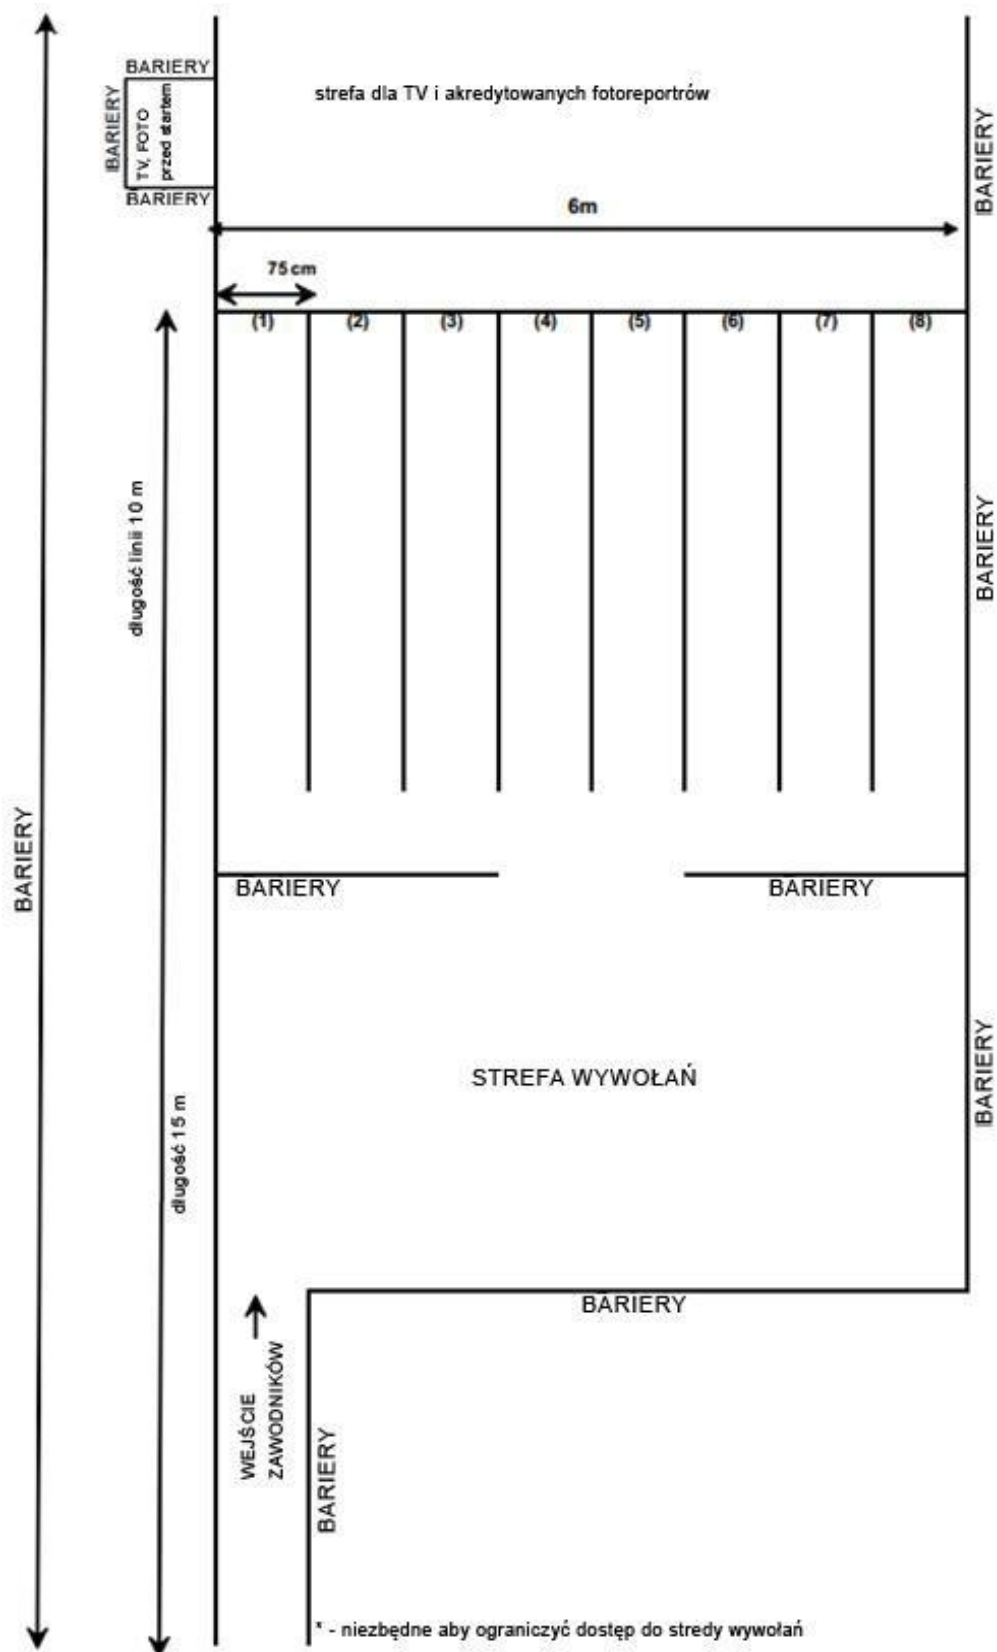 BARIERY
strefa dla TV i akredytowanych fotoreportrów
BARIERY
TV, FOTO
przed startem
BARIERY
BARIERY
6m
75 cm
(1) (2) (3) (4) (5) (6) (7) (8)
długość linii 10 m
BARIERY
BARIERY
BARIERY
BARIERY
STREFA WYWOŁAŃ
BARIERY
długość 15 m
BARIERY
WEJŚCIE
ZAWODNIKÓW
BARIERY
* - niezbędne aby ograniczyć dostęp do stredy wywołań